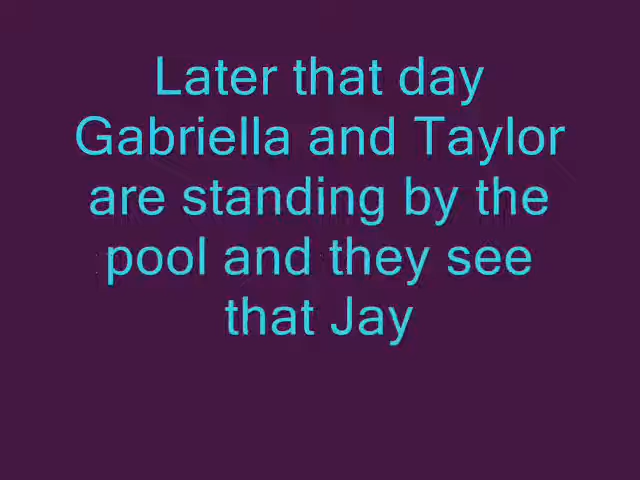 Later that day
Gabriella and Taylor
are standing by the
pool and they see
that Jay